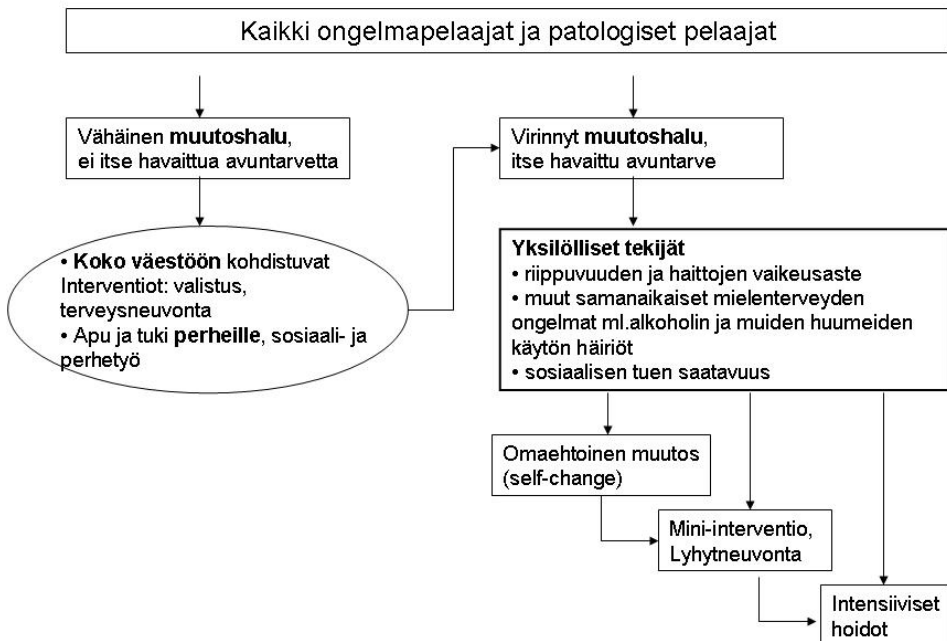 Kaikki ongelmapelaajat ja patologiset pelaajat
Vähäinen muutoshalu,
ei itse havaittua avuntarvetta
Virinnyt muutoshalu,
itse havaittu avuntarve
• Koko väestöön kohdistuvat
Interventiot: valistus,
terveysneuvonta
• Apu ja tuki perheille, sosiaali- ja
perhetyö
Yksilölliset tekijät
• riippuvuuden ja haittojen vaikeusaste
• muut samanaikaiset mielenterveyden
ongelmat ml.alkoholin ja muiden huumeiden
käytön häiriöt
• sosiaalisen tuen saatavuus
Omaehtoinen muutos
(self-change)
Mini-interventio,
Lyhytneuvonta
Intensiiviset
hoidot